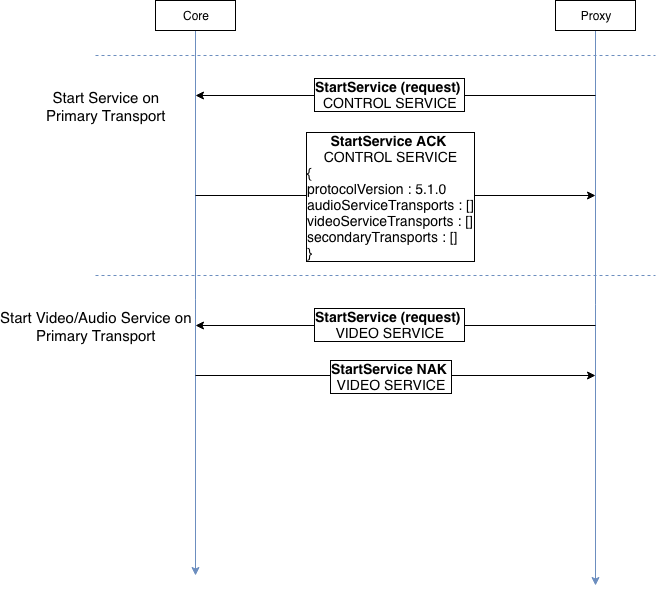 Core
Proxy
StartService (request)
CONTROL SERVICE
Start Service on
Primary Transport
StartService ACK
CONTROL SERVICE
{
protocolVersion : 5.1.0
audioServiceTransports : []
videoServiceTransports : []
secondaryTransports : []
}
Start Video/Audio Service on
Primary Transport
StartService (request)
VIDEO SERVICE
StartService NAK
VIDEO SERVICE